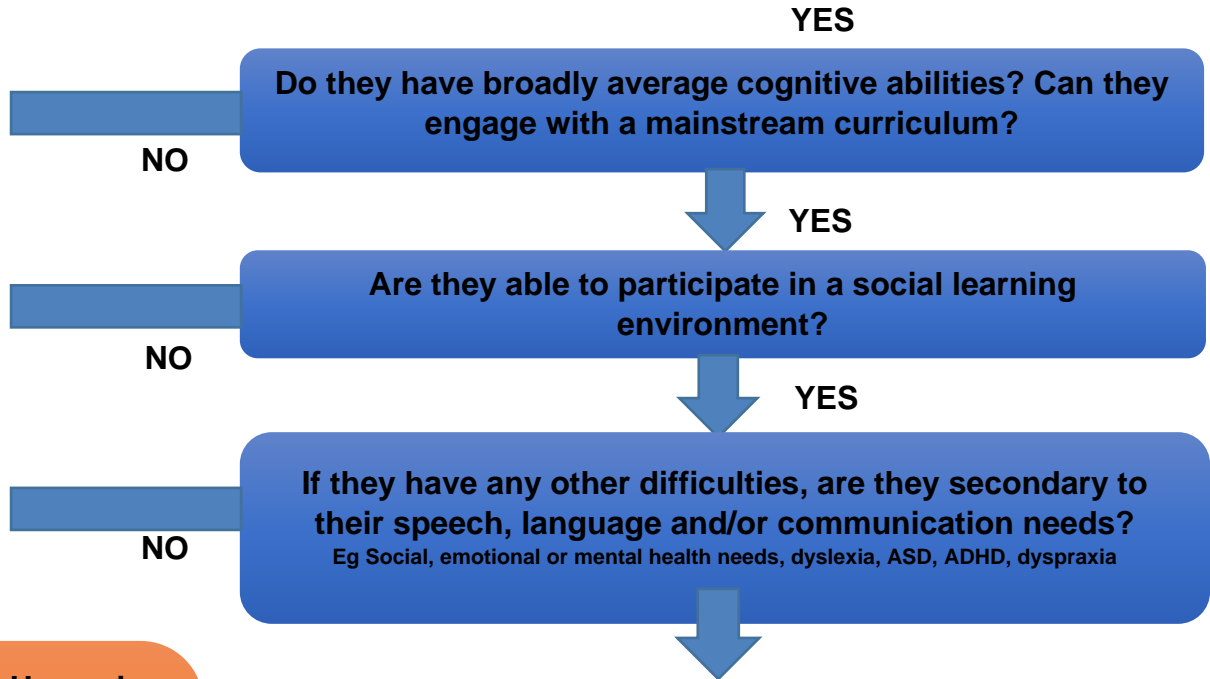 YES
Do they have broadly average cognitive abilities? Can they
engage with a mainstream curriculum?
NO
YES
Are they able to participate in a social learning
environment?
NO
YES
If they have any other difficulties, are they secondary to
their speech, language and/or communication needs?
NO
Eg Social, emotional or mental health needs, dyslexia, ASD, ADHD, dyspraxia